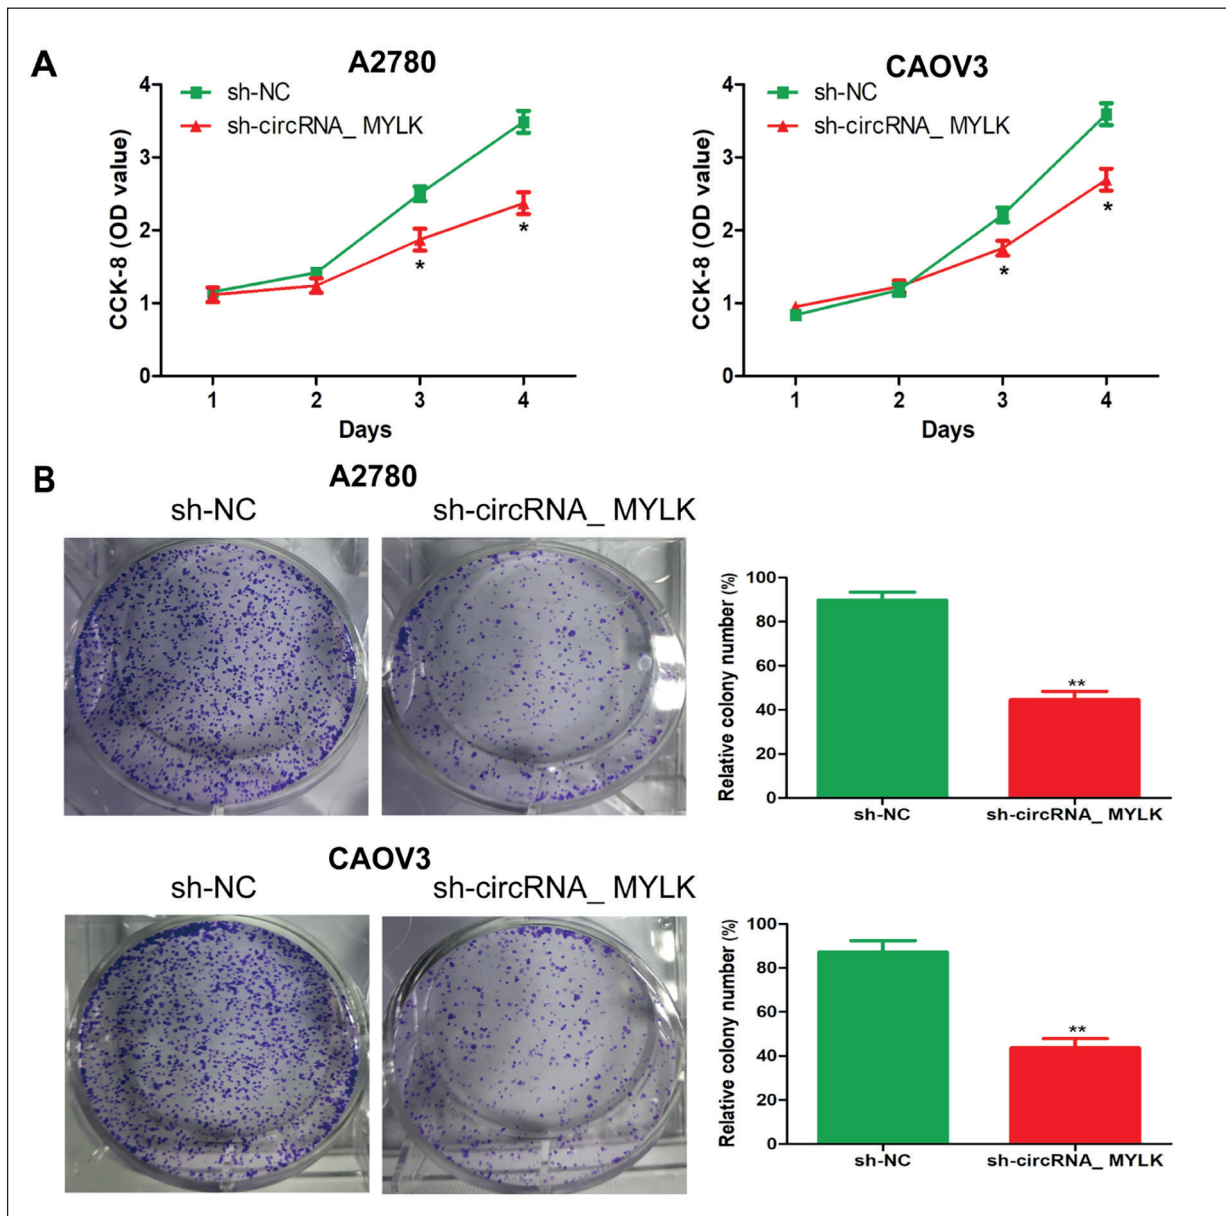 A
A2780
sh-NC
sh-circRNA_ MYLK
CCK-8 (OD value)
4
3
2
1
0
*
*
1 2 3 4
Days
CAOV3
sh-NC
sh-circRNA_ MYLK
CCK-8 (OD value)
4
3
2
1
0
*
*
1 2 3 4
Days
B
A2780
sh-NC sh-circRNA_ MYLK
Relative colony number (%)
100
80
60
40
20
0
**
sh-NC sh-circRNA_ MYLK
CAOV3
sh-NC sh-circRNA_ MYLK
Relative colony number (%)
100
80
60
40
20
0
**
sh-NC sh-circRNA_ MYLK